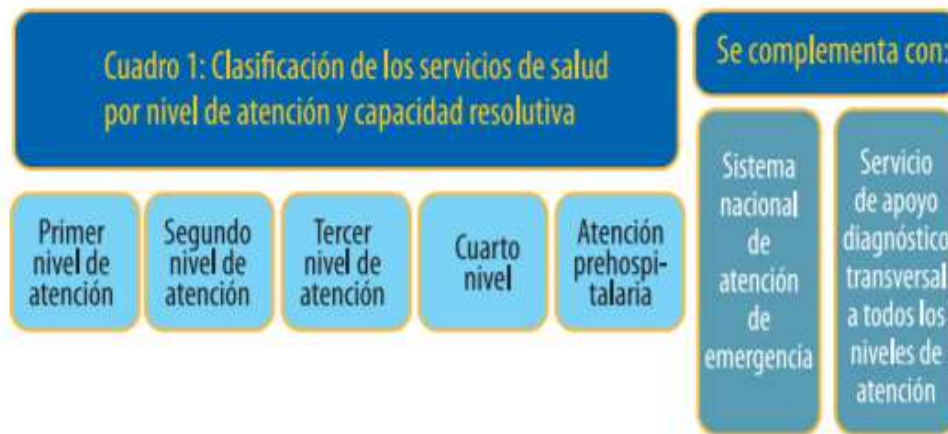 Cuadro 1: Clasificación de los servicios de salud
por nivel de atención y capacidad resolutiva
Se complementa con:
Primer
nivel de
atención
Segundo
nivel de
atención
Tercer
nivel de
atención
Cuarto
nivel
Atención
prehospi-
talaria
Sistema
nacional
de
atención
de
emergencia
Servicio
de apoyo
diagnóstico
transversal
a todos los
niveles de
atención